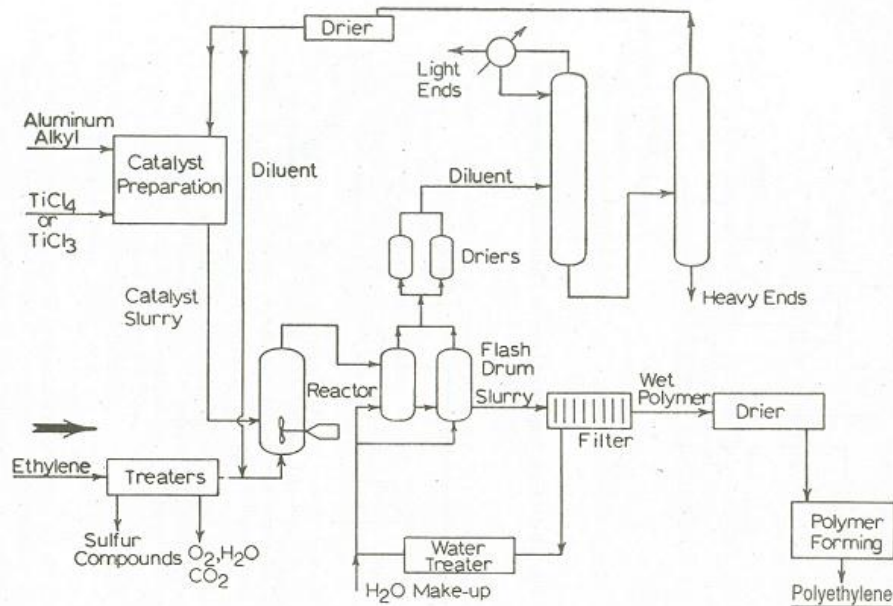 Drier
Light
Ends
Aluminum
Alkyl
Catalyst
Preparation
Diluent
Diluent
TiCl4
or
TiCl3
Driers
Heavy Ends
Catalyst
Slurry
Flash
Drum
Reactor
Slurry
Wet
Polymer
Drier
Filter
Ethylene
Treaters
Sulfur
Compounds
O2,H2O
CO2
Water
Treater
H2O Make-up
Polymer
Forming
Polyethylene